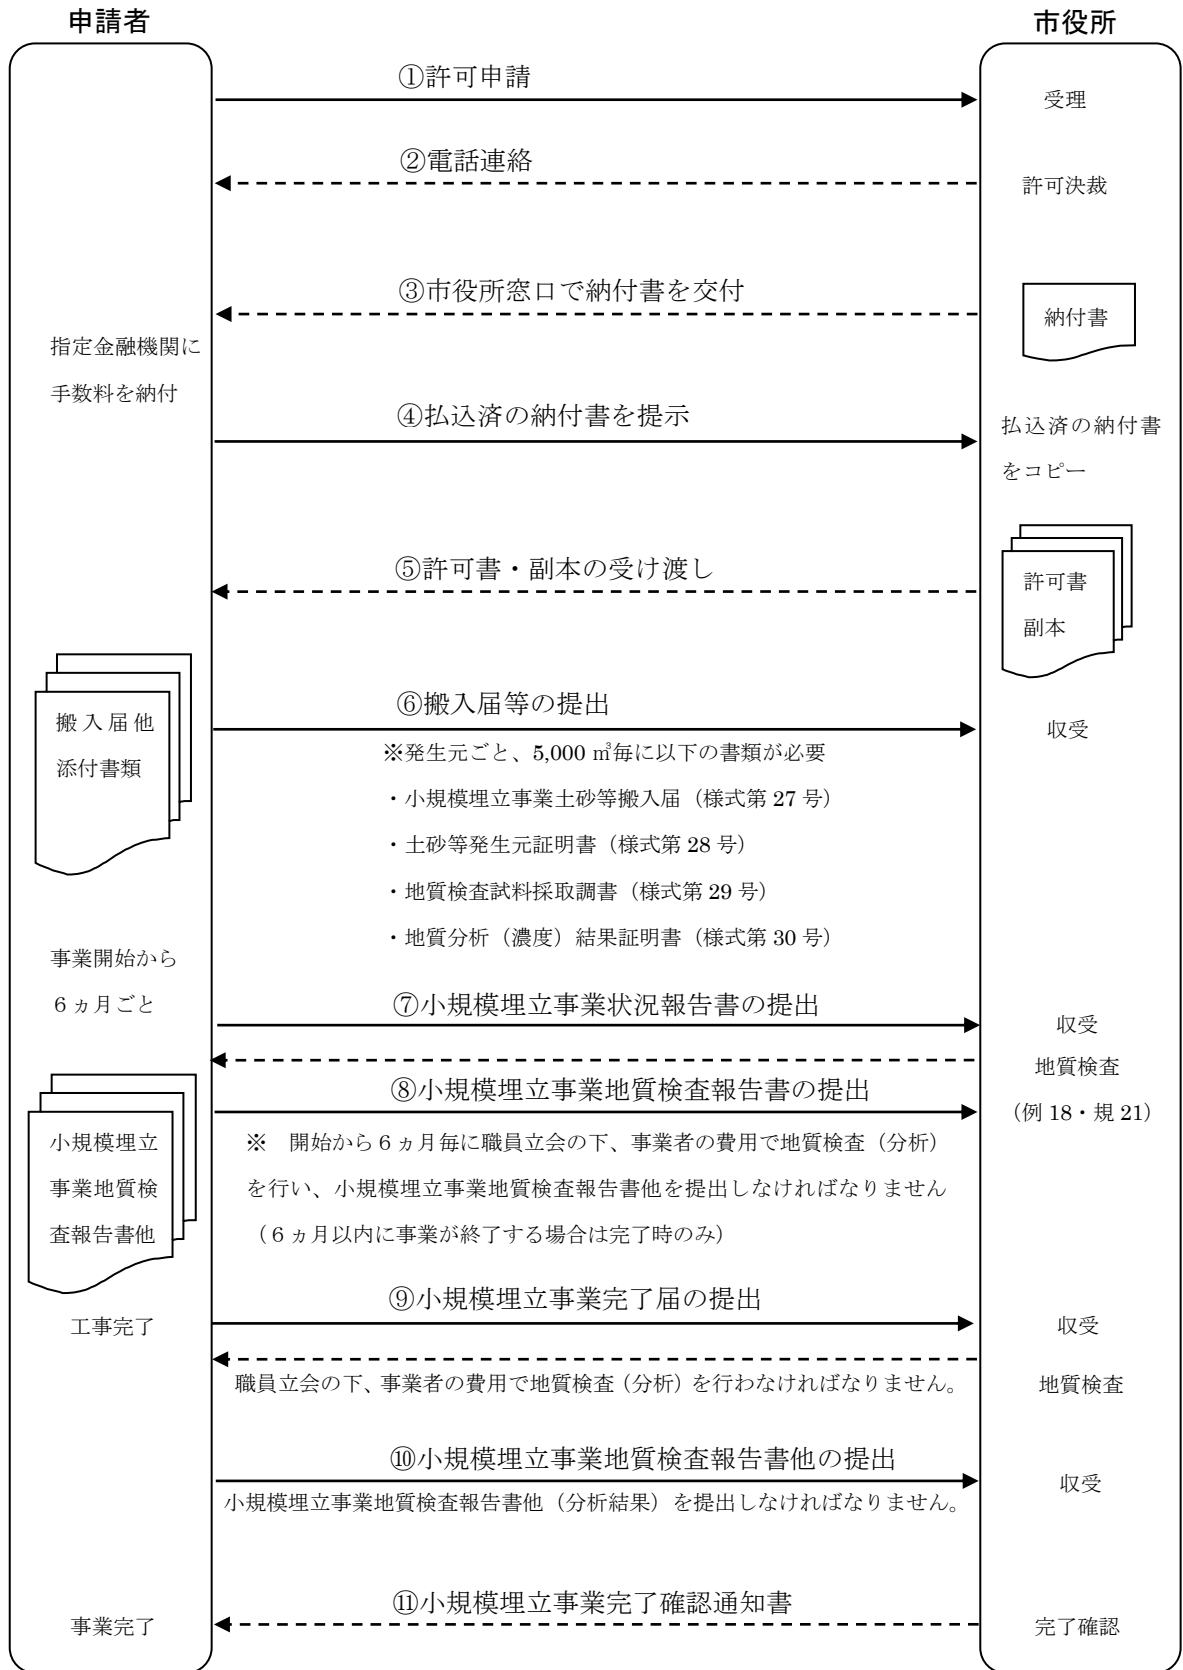 申請者
市役所
①許可申請
受理
②電話連絡
許可決裁
③市役所窓口で納付書を交付
納付書
指定金融機関に
手数料を納付
④払込済の納付書を提示
払込済の納付書
をコピー
⑤許可書・副本の受け渡し
許可書
副本
⑥搬入届等の提出
搬入届他
添付書類
収受
※発生元ごと、5,000 ㎥毎に以下の書類が必要
・小規模埋立事業土砂等搬入届（様式第 27 号）
・土砂等発生元証明書（様式第 28 号）
・地質検査試料採取調書（様式第 29 号）
・地質分析（濃度）結果証明書（様式第 30 号）
事業開始から
６ヵ月ごと
⑦小規模埋立事業状況報告書の提出
収受
地質検査
（例 18・規 21）
⑧小規模埋立事業地質検査報告書の提出
小規模埋立
事業地質検
査報告書他
※　開始から６ヵ月毎に職員立会の下、事業者の費用で地質検査（分析）
を行い、小規模埋立事業地質検査報告書他を提出しなければなりません
（６ヵ月以内に事業が終了する場合は完了時のみ）
⑨小規模埋立事業完了届の提出
工事完了
収受
職員立会の下、事業者の費用で地質検査（分析）を行わなければなりません。
地質検査
⑩小規模埋立事業地質検査報告書他の提出
収受
小規模埋立事業地質検査報告書他（分析結果）を提出しなければなりません。
⑪小規模埋立事業完了確認通知書
事業完了
完了確認